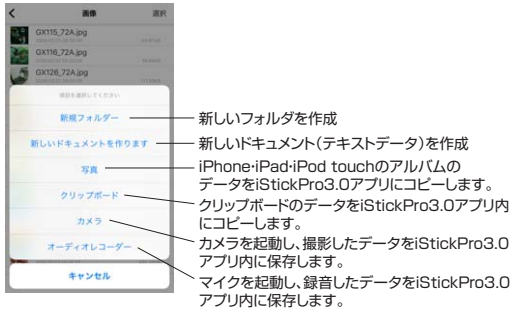 画像
選択
GX115_72A.jpg
GX116_72A.jpg
GX126_72A.jpg
項目を選択してください
新規フォルダー
新しいドキュメントを作ります
写真
クリップボード
カメラ
オーディオレコーダー
キャンセル
新しいフォルダを作成
新しいドキュメント(テキストデータ)を作成
iPhone・iPad・iPod touchのアルバムの
データをiStickPro3.0アプリにコピーします。
クリップボードのデータをiStickPro3.0アプリ内
にコピーします。
カメラを起動し、撮影したデータをiStickPro3.0
アプリ内に保存します。
マイクを起動し、録音したデータをiStickPro3.0
アプリ内に保存します。